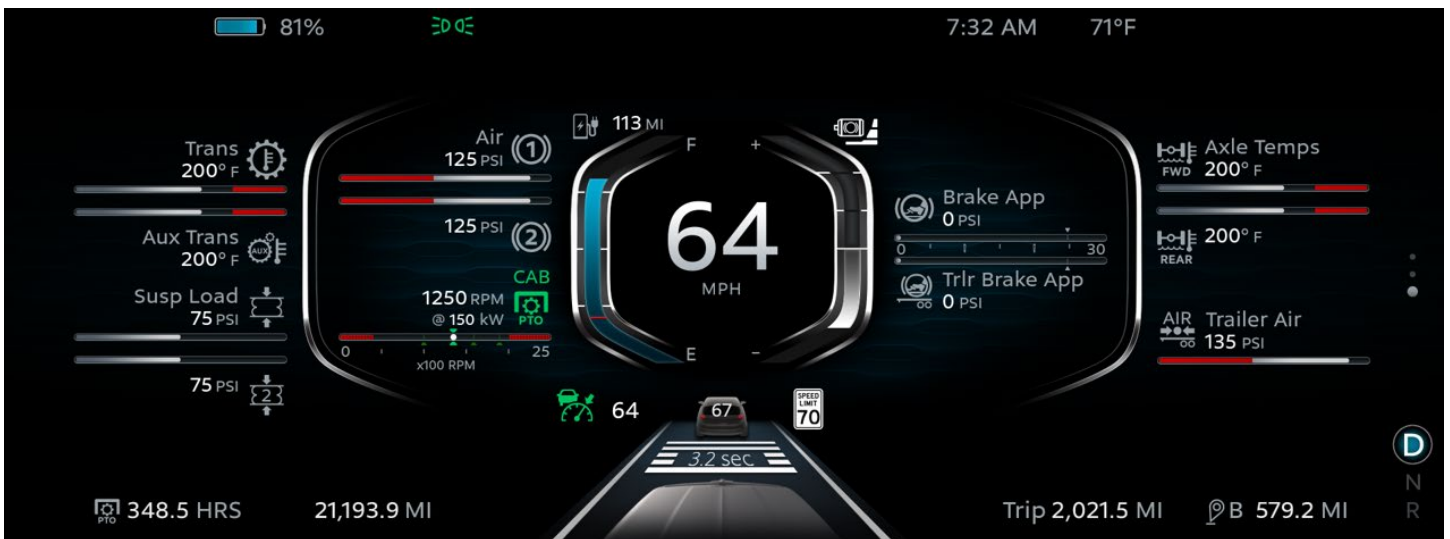 81%
7:32 AM
71°F
Trans
200° F
Aux Trans
AUX
200° F
Susp Load
75 PSI
75 PSI
2
Air
125 PSI
1
125 PSI
2
CAB
1250 RPM
@ 150 kW
PTO
0
25
x100 RPM
113 MI
F
E
+
-
64
MPH
Brake App
0 PSI
0
30
Trlr Brake App
0 PSI
Axle Temps
FWD
200° F
200° F
REAR
AIR
Trailer Air
135 PSI
64
67
SPEED
LIMIT
70
3.2 sec
D
N
R
PTO
348.5 HRS
21,193.9 MI
Trip 2,021.5 MI
B 579.2 MI